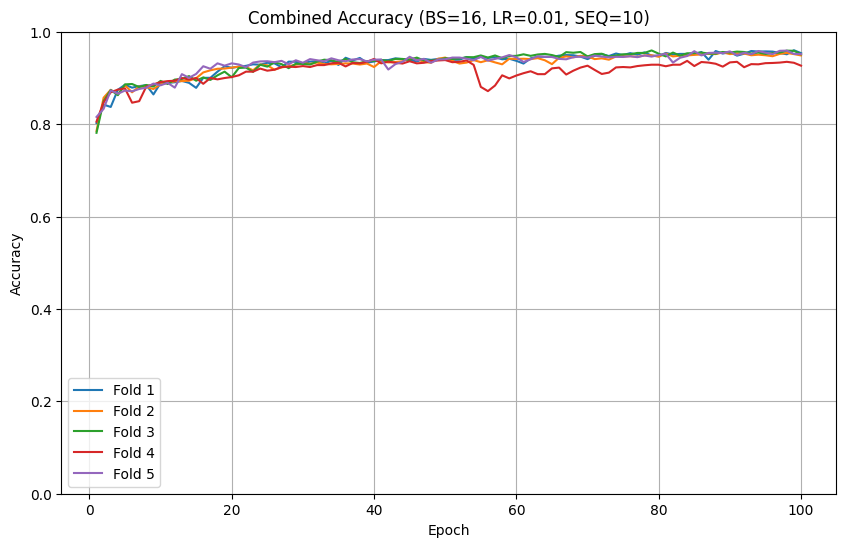 Combined Accuracy (BS=16, LR=0.01, SEQ=10)
1.0
0.8
0.6
0.4
0.2
0.0
Accuracy
Fold 1
Fold 2
Fold 3
Fold 4
Fold 5
0 20 40 60 80 100
Epoch